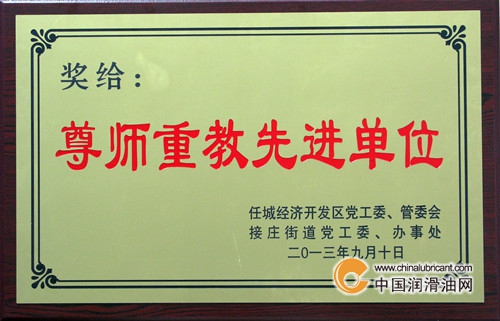 奖给：
尊师重教先进单位
任城经济开发区党工委、管委会
接庄街道党工委、办事处
二〇一三年九月十日
www.chinalubricant.com
中国润滑油网